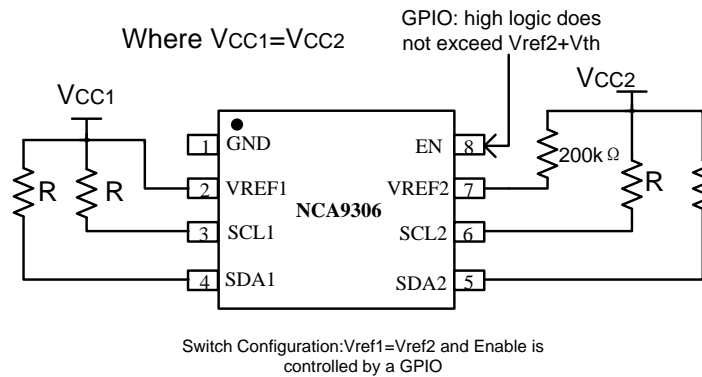 Where VCC1=VCC2
GPIO: high logic does
not exceed Vref2+Vth
VCC1
VCC2
1 GND
EN 8
200kΩ
R
R
2 VREF1
VREF2 7
R
NCA9306
3 SCL1
SCL2 6
4 SDA1
SDA2 5
Switch Configuration:Vref1=Vref2 and Enable is
controlled by a GPIO